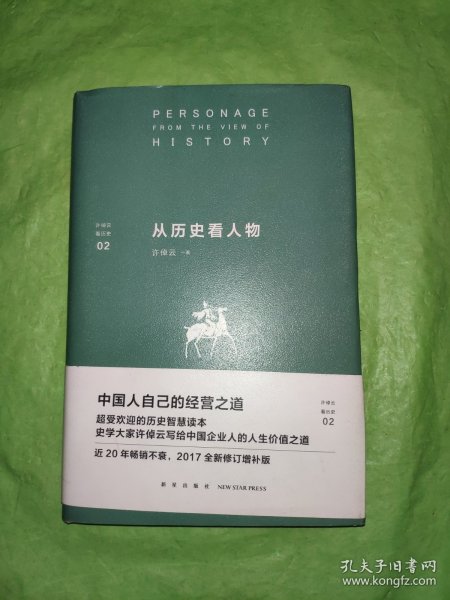 PERSONAGE
FROM THE VIEW OF
HISTORY
许倬云
看历史
02
从历史看人物
许倬云 一著
中国人自己的经营之道
超受欢迎的历史智慧读本
史学大家许倬云写给中国企业人的人生价值之道
近20年畅销不衰，2017全新修订增补版
许倬云
看历史
02
新星出版社 NEW STAR PRESS
孔夫子旧书网
www.kongfz.com